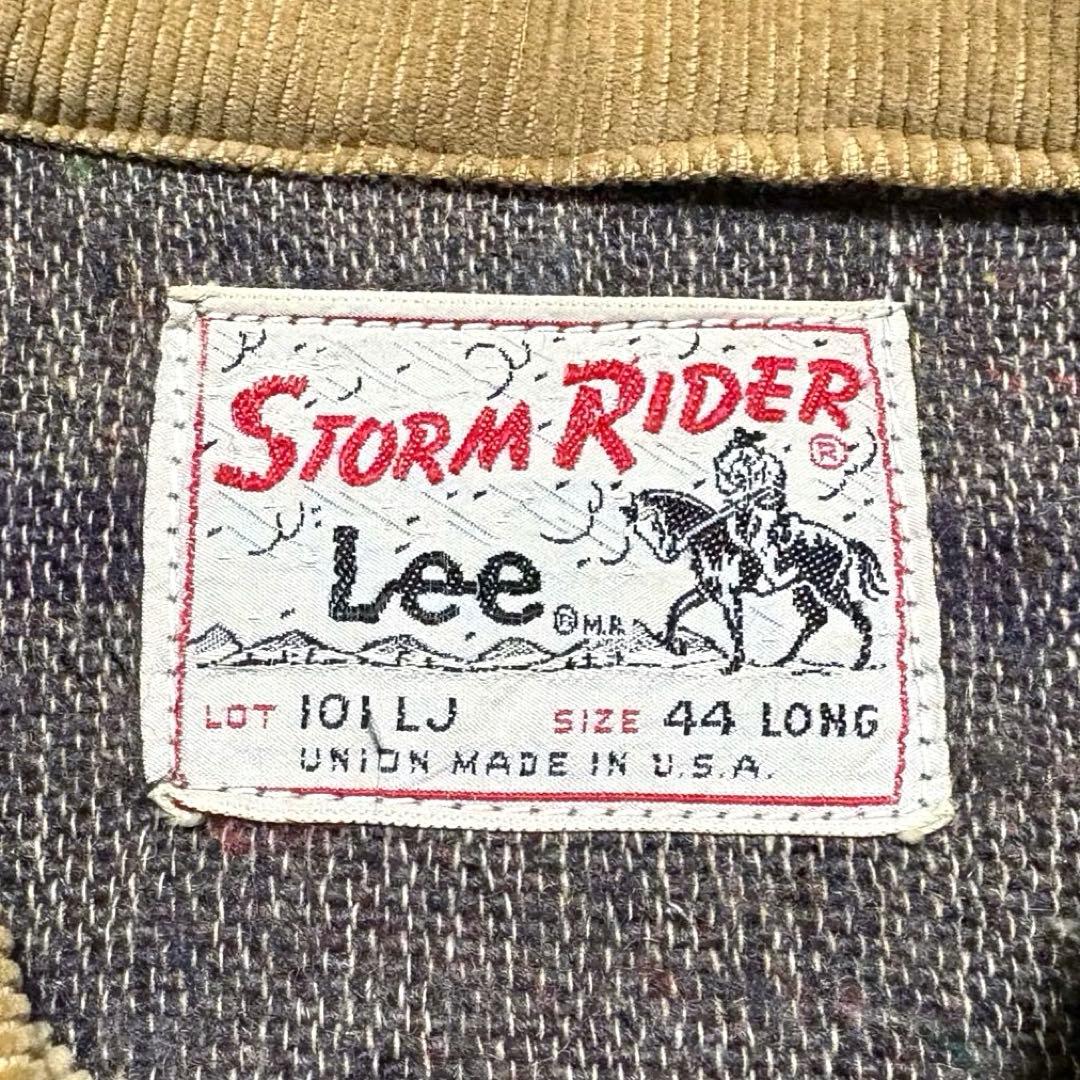 STORM RIDER ®
Lee ® M.R.
LOT 101 LJ SIZE 44 LONG
UNION MADE IN U.S.A.